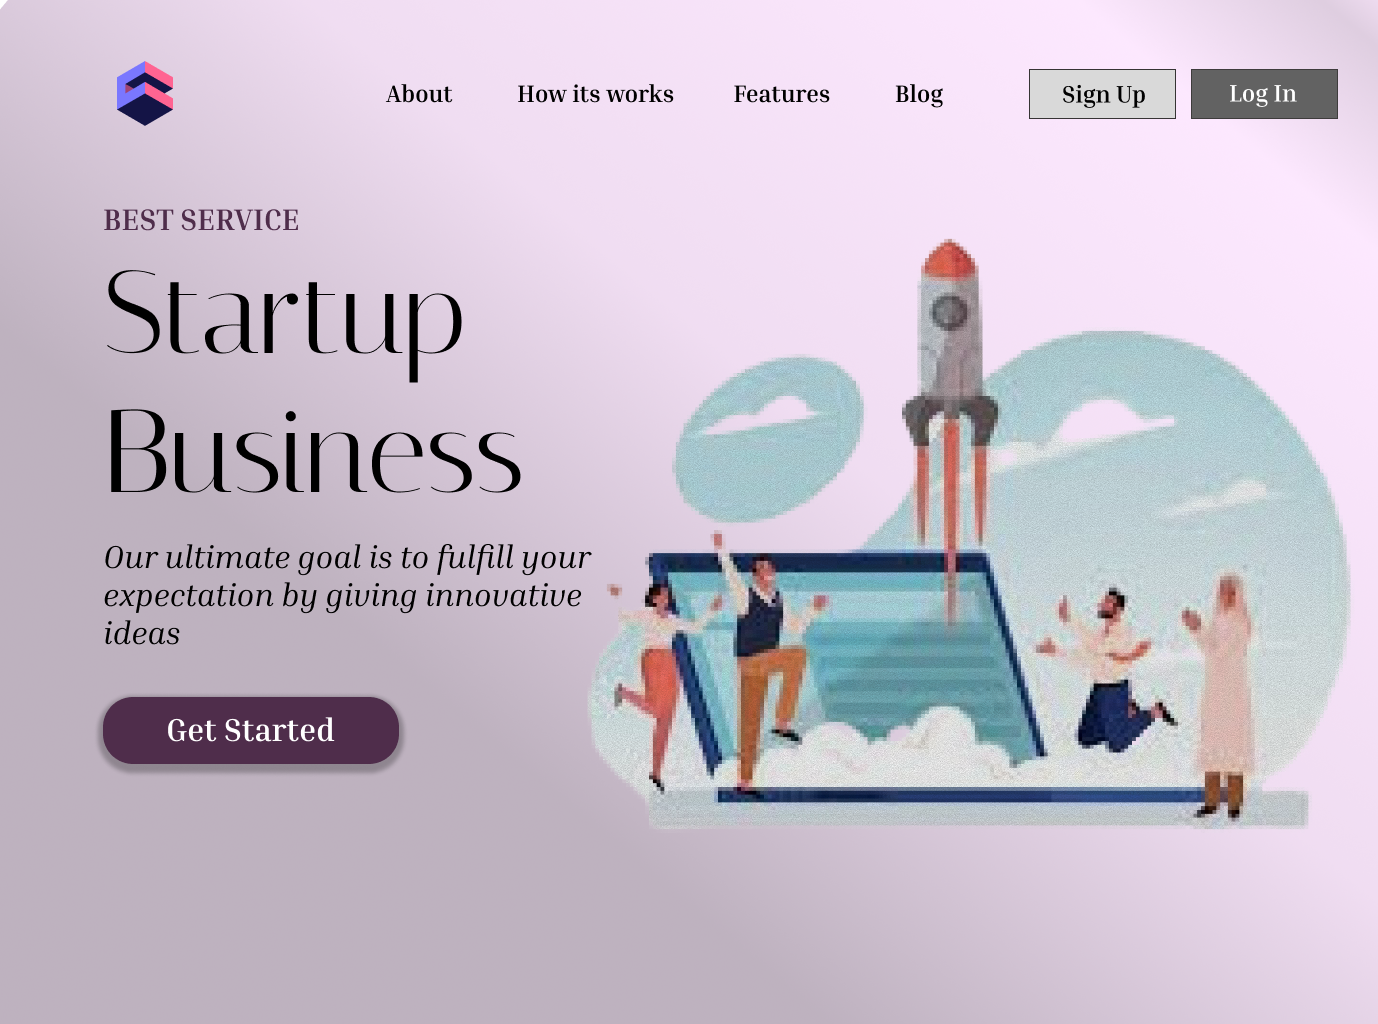 About
How its works
Features
Blog
Sign Up
Log In
BEST SERVICE
Startup
Business
Our ultimate goal is to fulfill your
expectation by giving innovative
ideas
Get Started